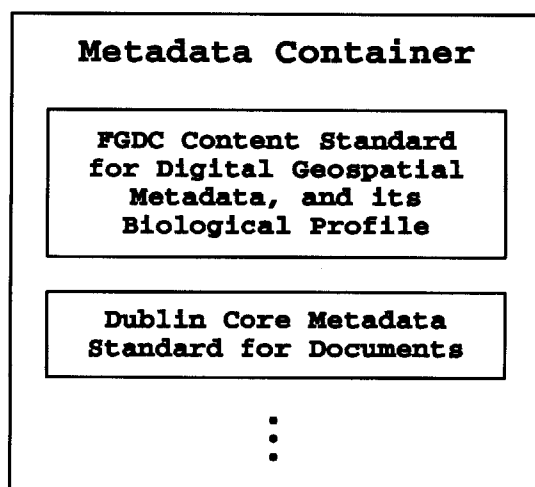 Metadata Container
FGDC Content Standard
for Digital Geospatial
Metadata, and its
Biological Profile
Dublin Core Metadata
Standard for Documents